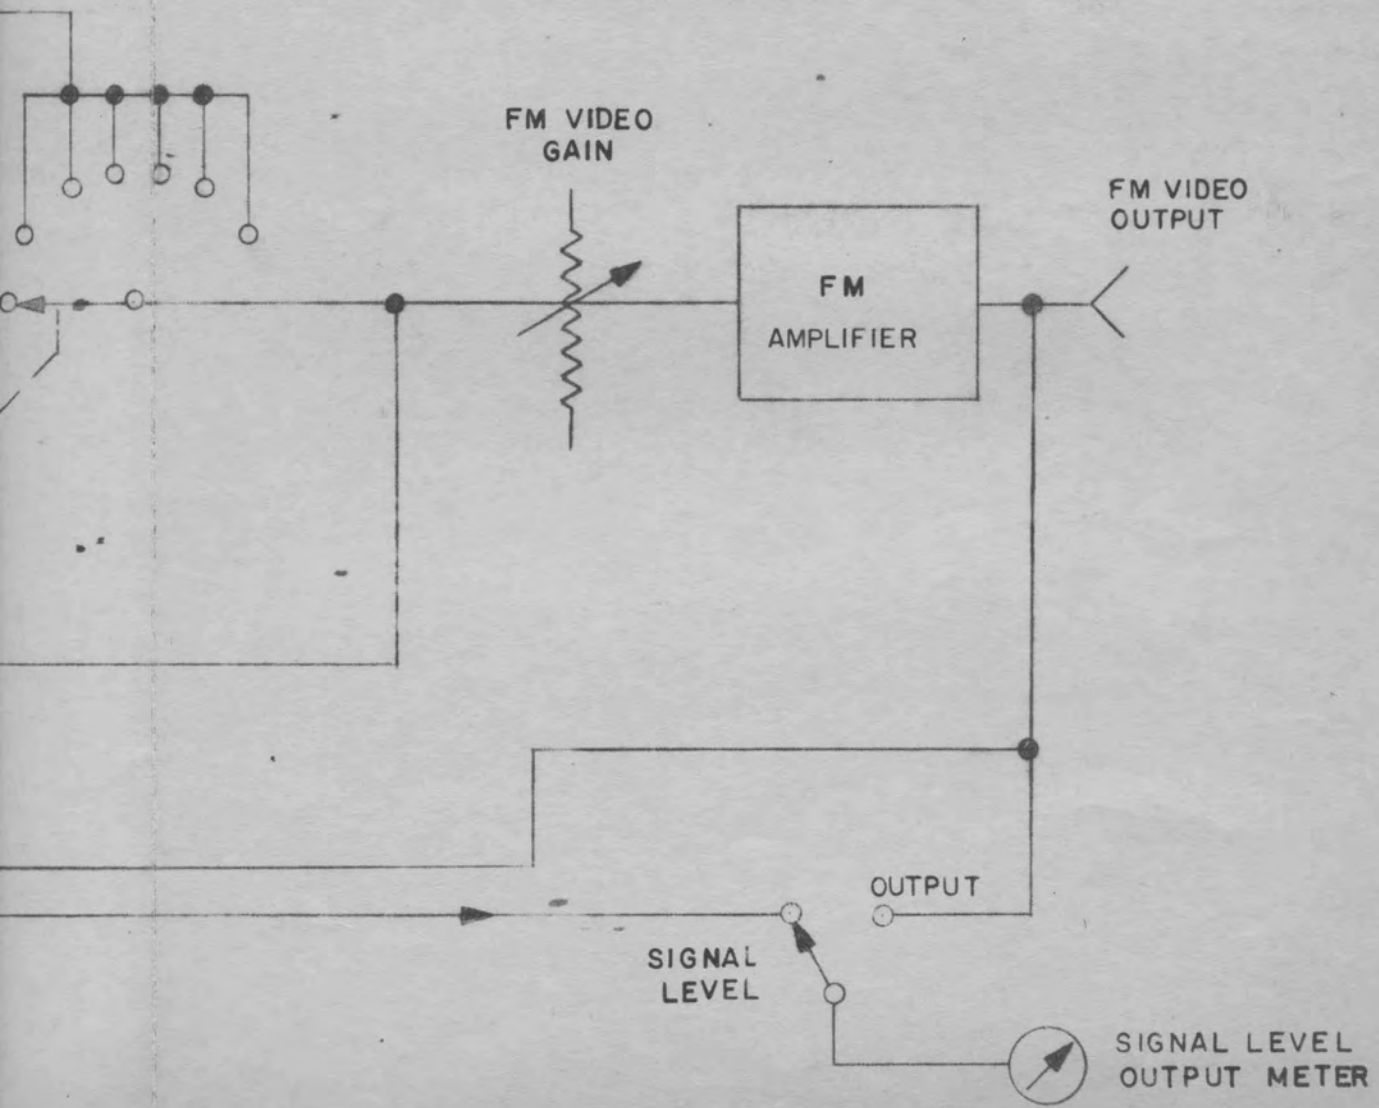 FM VIDEO
GAIN
FM VIDEO
OUTPUT
FM
AMPLIFIER
OUTPUT
SIGNAL
LEVEL
SIGNAL LEVEL
OUTPUT METER